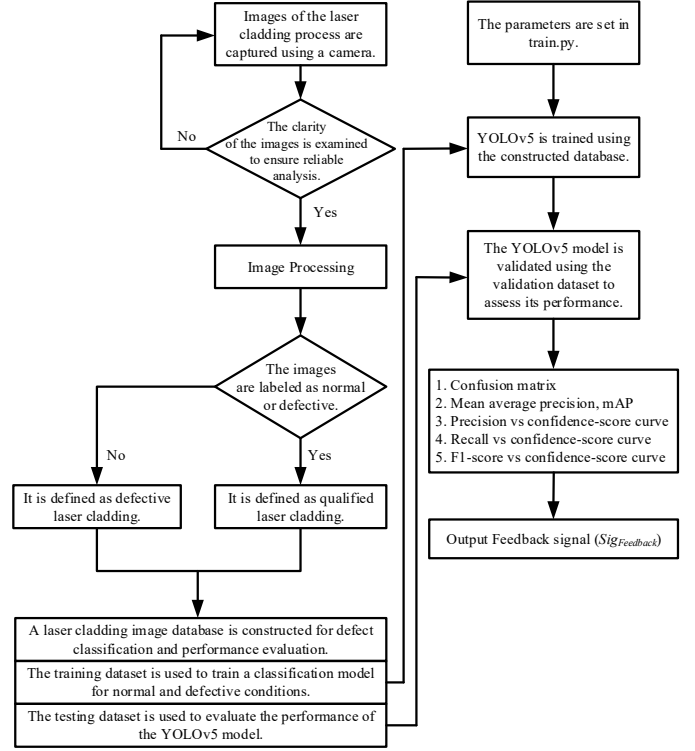 Images of the laser
cladding process are
captured using a camera.
No
The clarity
of the images is examined
to ensure reliable
analysis.
Yes
Image Processing
The images
are labeled as normal
or defective.
No
Yes
It is defined as defective
laser cladding.
It is defined as qualified
laser cladding.
A laser cladding image database is constructed for defect
classification and performance evaluation.
The training dataset is used to train a classification model
for normal and defective conditions.
The testing dataset is used to evaluate the performance of
the YOLOv5 model.
The parameters are set in
train.py.
YOLOv5 is trained using
the constructed database.
The YOLOv5 model is
validated using the
validation dataset to
assess its performance.
1. Confusion matrix
2. Mean average precision, mAP
3. Precision vs confidence-score curve
4. Recall vs confidence-score curve
5. F1-score vs confidence-score curve
Output Feedback signal (SigFeedback)